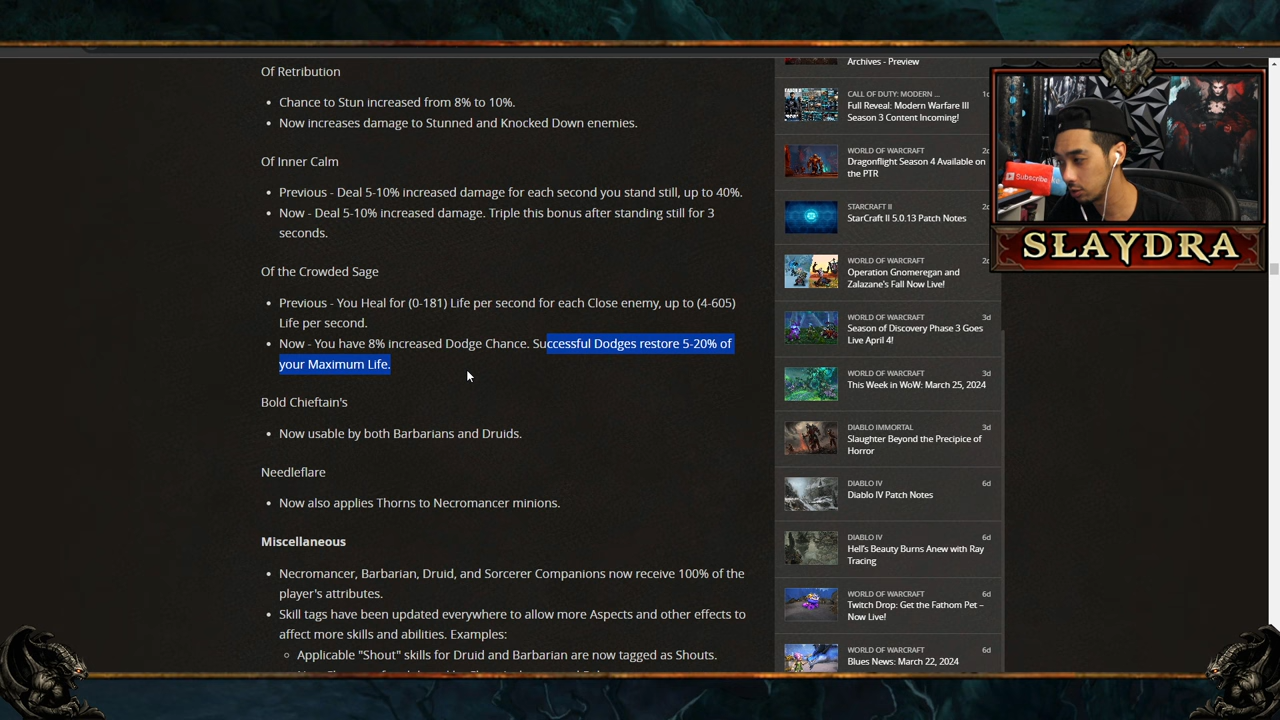 Of Retribution
• Chance to Stun increased from 8% to 10%.
• Now increases damage to Stunned and Knocked Down enemies.
Of Inner Calm
• Previous - Deal 5-10% increased damage for each second you stand still, up to 40%.
• Now - Deal 5-10% increased damage. Triple this bonus after standing still for 3
seconds.
Of the Crowded Sage
• Previous - You Heal for (0-181) Life per second for each Close enemy, up to (4-605)
Life per second.
• Now - You have 8% increased Dodge Chance. Successful Dodges restore 5-20% of
your Maximum Life.
Bold Chieftain's
• Now usable by both Barbarians and Druids.
Needleflare
• Now also applies Thorns to Necromancer minions.
Miscellaneous
• Necromancer, Barbarian, Druid, and Sorcerer Companions now receive 100% of the
player's attributes.
• Skill tags have been updated everywhere to allow more Aspects and other effects to
affect more skills and abilities. Examples:
◦ Applicable "Shout" skills for Druid and Barbarian are now tagged as Shouts.
Archives - Preview
CALL OF DUTY: MODERN ...
Full Reveal: Modern Warfare III
Season 3 Content Incoming!
WORLD OF WARCRAFT
Dragonflight Season 4 Available on
the PTR
STARCRAFT II
StarCraft II 5.0.13 Patch Notes
WORLD OF WARCRAFT
Operation Gnomeregan and
Zalazane's Fall Now Live!
WORLD OF WARCRAFT 3d
Season of Discovery Phase 3 Goes
Live April 4!
WORLD OF WARCRAFT 3d
This Week in WoW: March 25, 2024
DIABLO IMMORTAL 3d
Slaughter Beyond the Precipice of
Horror
DIABLO IV 6d
Diablo IV Patch Notes
DIABLO IV 6d
Hell's Beauty Burns Anew with Ray
Tracing
WORLD OF WARCRAFT 6d
Twitch Drop: Get the Fathom Pet –
Now Live!
WORLD OF WARCRAFT 6d
Blues News: March 22, 2024
Subscribe
SLAYDRA